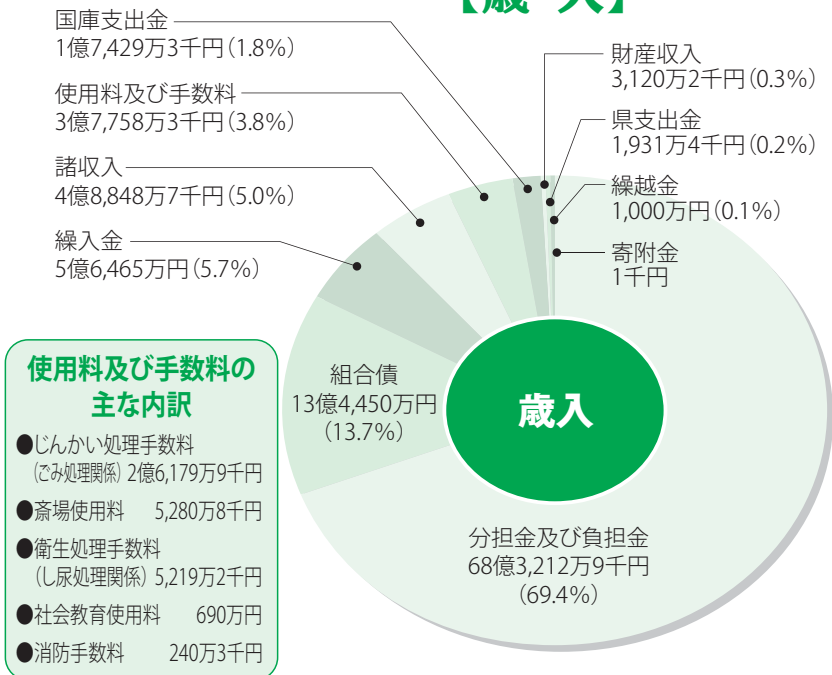 【歳 入】
国庫支出金
1億7,429万3千円(1.8%)
使用料及び手数料
3億7,758万3千円(3.8%)
諸収入
4億8,848万7千円(5.0%)
繰入金
5億6,465万円(5.7%)
財産収入
3,120万2千円(0.3%)
県支出金
1,931万4千円(0.2%)
繰越金
1,000万円(0.1%)
寄附金
1千円
組合債
13億4,450万円
(13.7%)
歳入
分担金及び負担金
68億3,212万9千円
(69.4%)
使用料及び手数料の
主な内訳
●じんかい処理手数料
(ごみ処理関係) 2億6,179万9千円
●斎場使用料 5,280万8千円
●衛生処理手数料
(し尿処理関係) 5,219万2千円
●社会教育使用料 690万円
●消防手数料 240万3千円